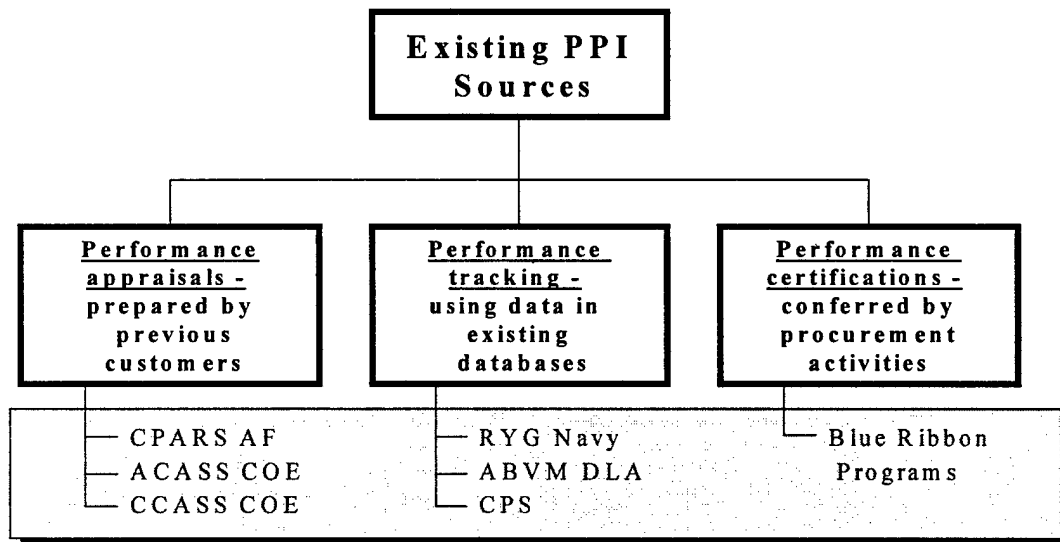 Existing PPI
Sources
Performance
appraisals -
prepared by
previous
customers
Performance
tracking -
using data in
existing
databases
Performance
certifications -
conferred by
procurement
activities
CPARS AF
ACASS COE
CCASS COE
RYG Navy
ABVM DLA
CPS
Blue Ribbon
Programs